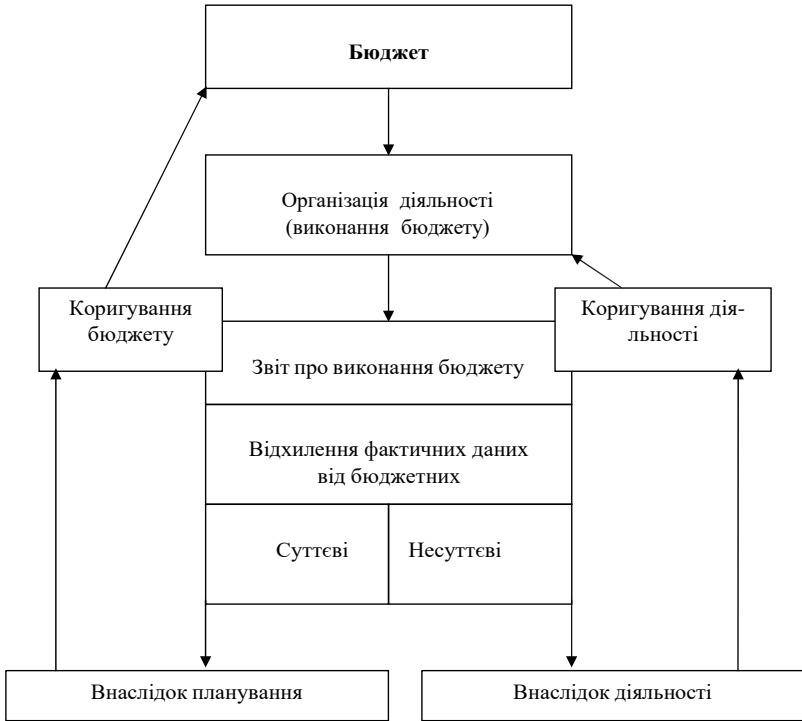 Бюджет
Організація діяльності
(виконання бюджету)
Коригування
бюджету
Коригування дія-
льності
Звіт про виконання бюджету
Відхилення фактичних даних
від бюджетних
Суттєві
Несуттєві
Внаслідок планування
Внаслідок діяльності